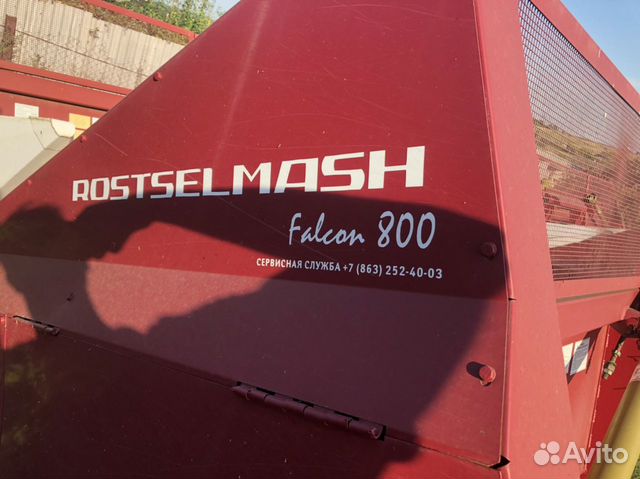 ROSTSELMASH
Falcon 800
СЕРВИСНАЯ СЛУЖБА +7 (863) 252-40-03
Avito